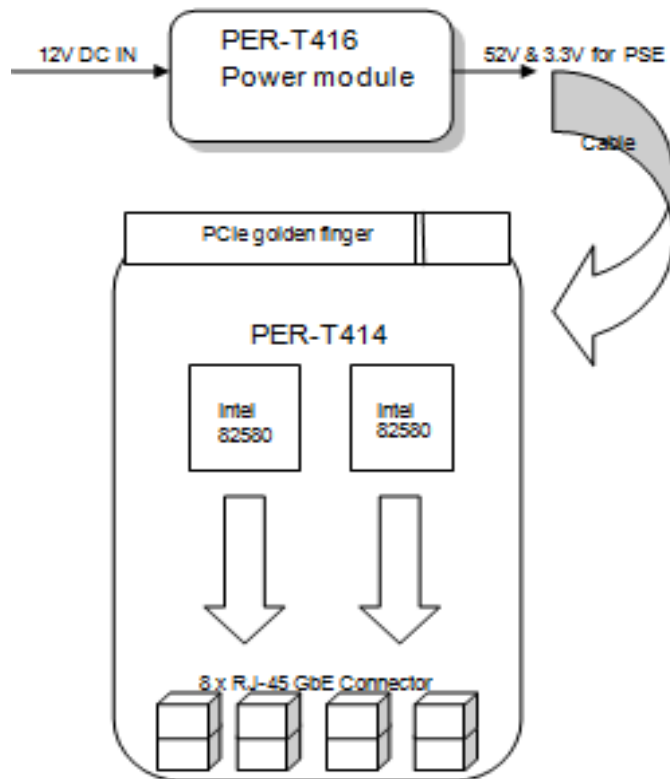 12V DC IN
PER-T416
Power module
52V & 3.3V for PSE
Cable
PCIe golden finger
PER-T414
Intel
82580
Intel
82580
8 x RJ-45 GbE Connector